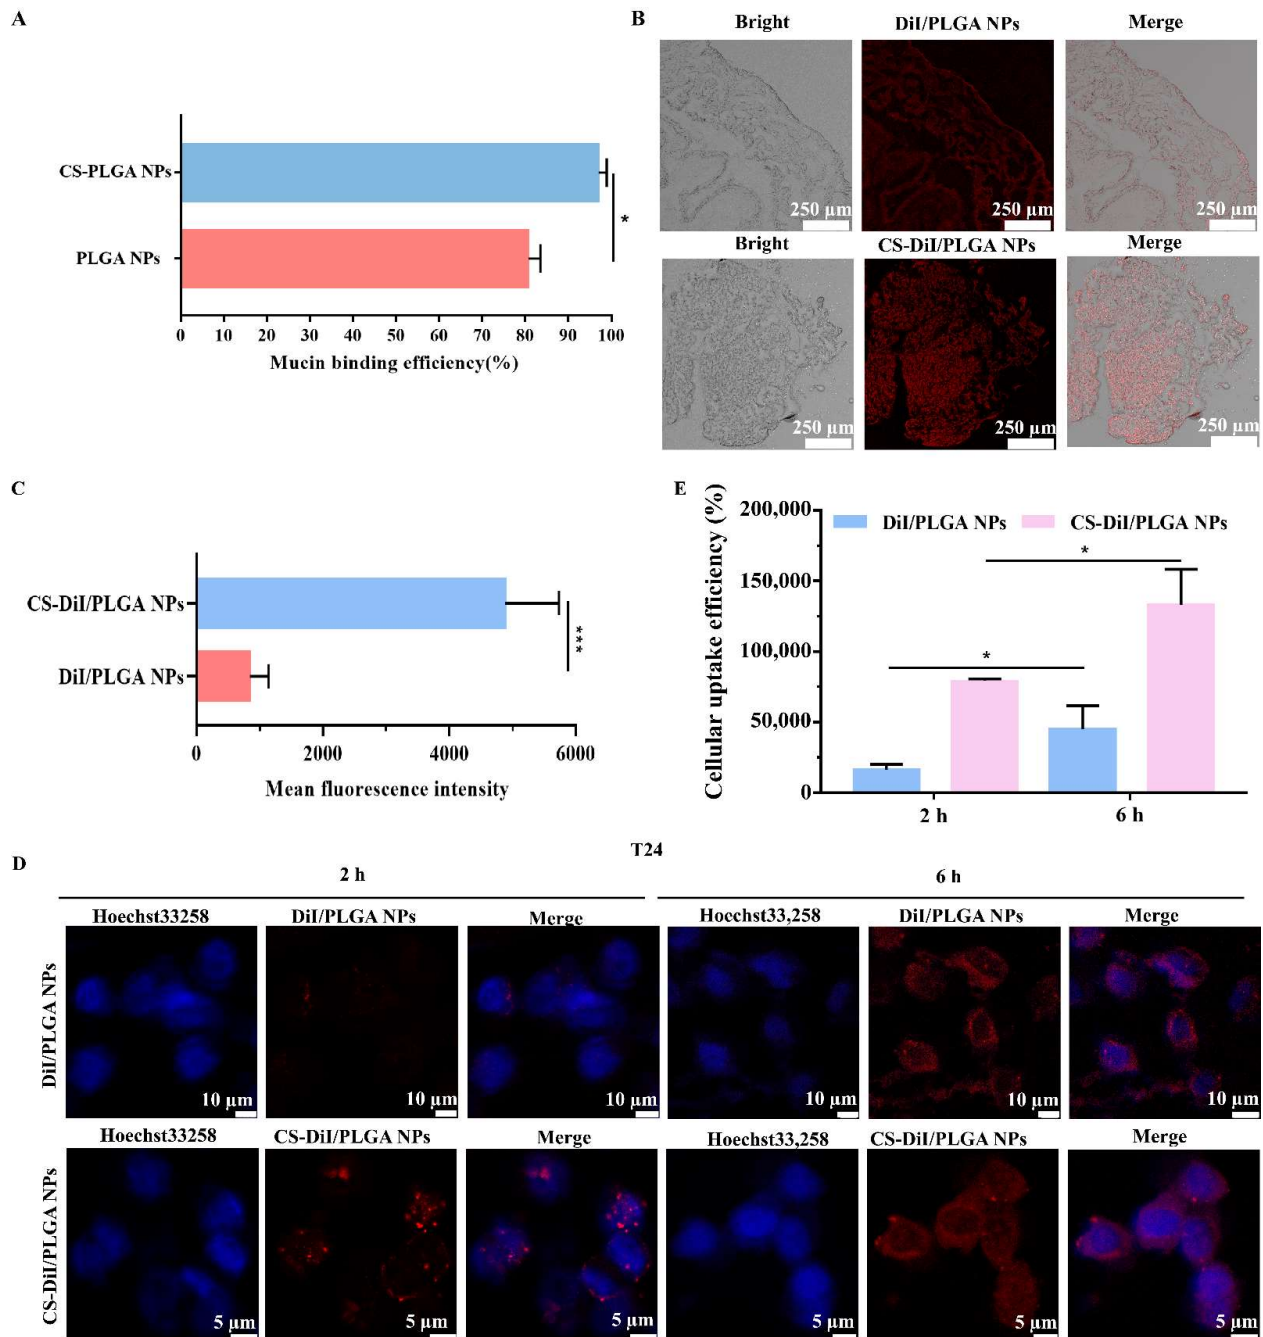 A
CS-PLGA NPs
PLGA NPs
*
0 10 20 30 40 50 60 70 80 90 100
Mucin binding efficiency(%)
B
Bright DiI/PLGA NPs Merge
250 µm 250 µm 250 µm
Bright CS-DiI/PLGA NPs Merge
250 µm 250 µm 250 µm
C
CS-DiI/PLGA NPs
DiI/PLGA NPs
***
0 2000 4000 6000
Mean fluorescence intensity
E
Cellular uptake efficiency (%)
200,000
150,000
100,000
50,000
0
DiI/PLGA NPs CS-DiI/PLGA NPs
*
*
2 h 6 h
D
T24
2 h 6 h
Hoechst33258 DiI/PLGA NPs Merge Hoechst33,258 DiI/PLGA NPs Merge
DiI/PLGA NPs
10 µm 10 µm 10 µm 10 µm 10 µm 10 µm
Hoechst33258 CS-DiI/PLGA NPs Merge Hoechst33,258 CS-DiI/PLGA NPs Merge
CS-DiI/PLGA NPs
5 µm 5 µm 5 µm 5 µm 5 µm 5 µm